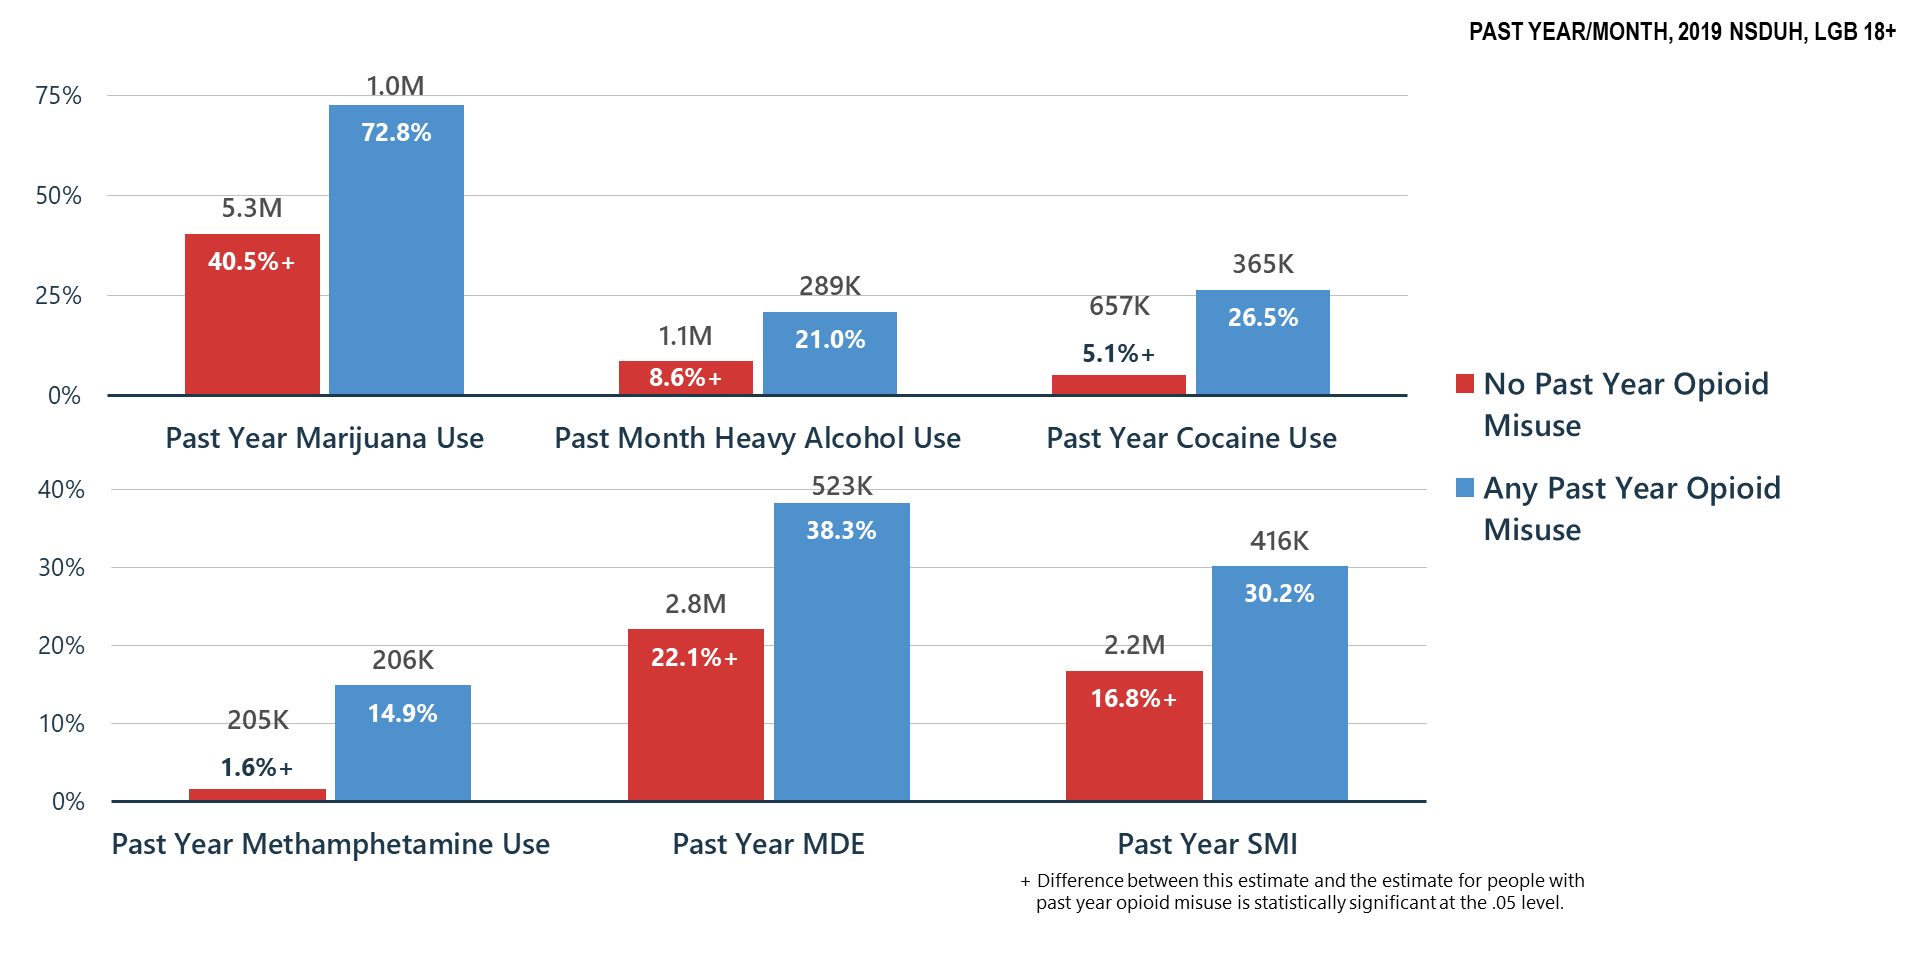 PAST YEAR/MONTH, 2019 NSDUH, LGB 18+
75%
50%
25%
0%
5.3M
40.5%+
1.0M
72.8%
1.1M
8.6%+
289K
21.0%
657K
5.1%+
365K
26.5%
Past Year Marijuana Use
Past Month Heavy Alcohol Use
Past Year Cocaine Use
No Past Year Opioid
Misuse
Any Past Year Opioid
Misuse
40%
30%
20%
10%
0%
205K
1.6%+
206K
14.9%
2.8M
22.1%+
523K
38.3%
2.2M
16.8%+
416K
30.2%
Past Year Methamphetamine Use
Past Year MDE
Past Year SMI
+ Difference between this estimate and the estimate for people with
past year opioid misuse is statistically significant at the .05 level.